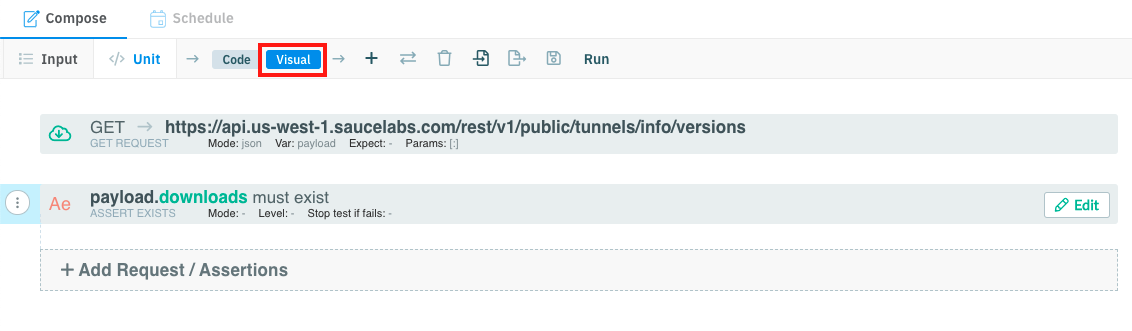 Compose Schedule
Input Unit Code Visual Run
GET https://api.us-west-1.saucelabs.com/rest/v1/public/tunnels/info/versions
GET REQUEST Mode: json Var: payload Expect: - Params: [:]
Ae payload.downloads must exist Edit
ASSERT EXISTS Mode: - Level: - Stop test if fails: -
+ Add Request / Assertions